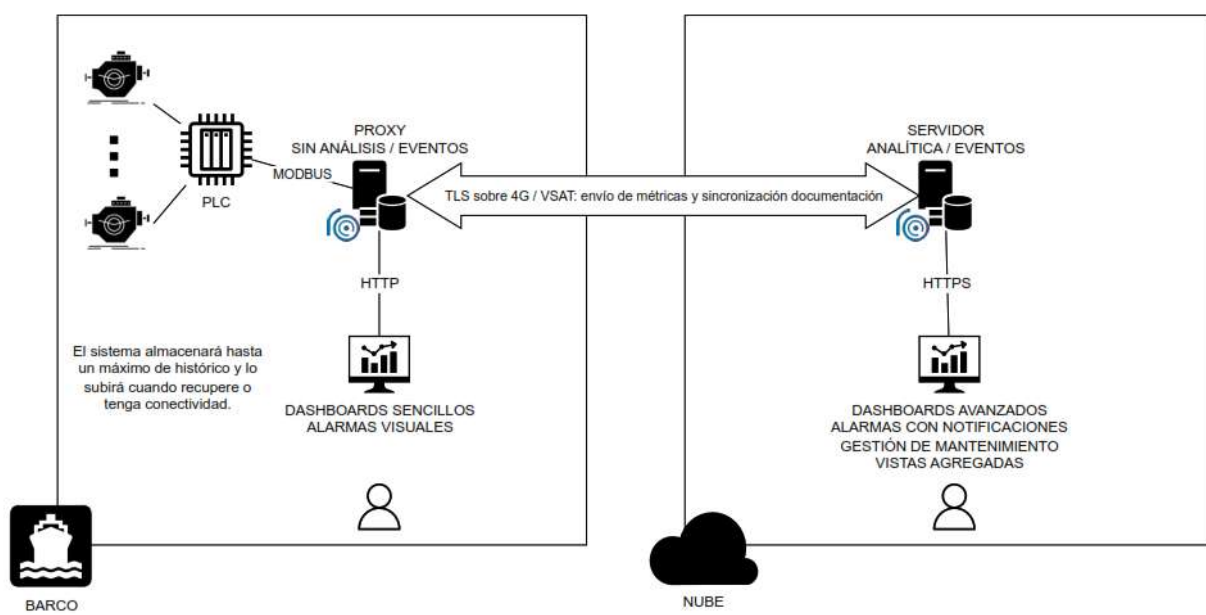 PLC
MODBUS
PROXY
SIN ANÁLISIS / EVENTOS
TLS sobre 4G / VSAT: envío de métricas y sincronización documentación
SERVIDOR
ANALÍTICA / EVENTOS
HTTP
HTTPS
El sistema almacenará hasta
un máximo de histórico y lo
subirá cuando recupere o
tenga conectividad.
DASHBOARDS SENCILLOS
ALARMAS VISUALES
DASHBOARDS AVANZADOS
ALARMAS CON NOTIFICACIONES
GESTIÓN DE MANTENIMIENTO
VISTAS AGREGADAS
BARCO
NUBE